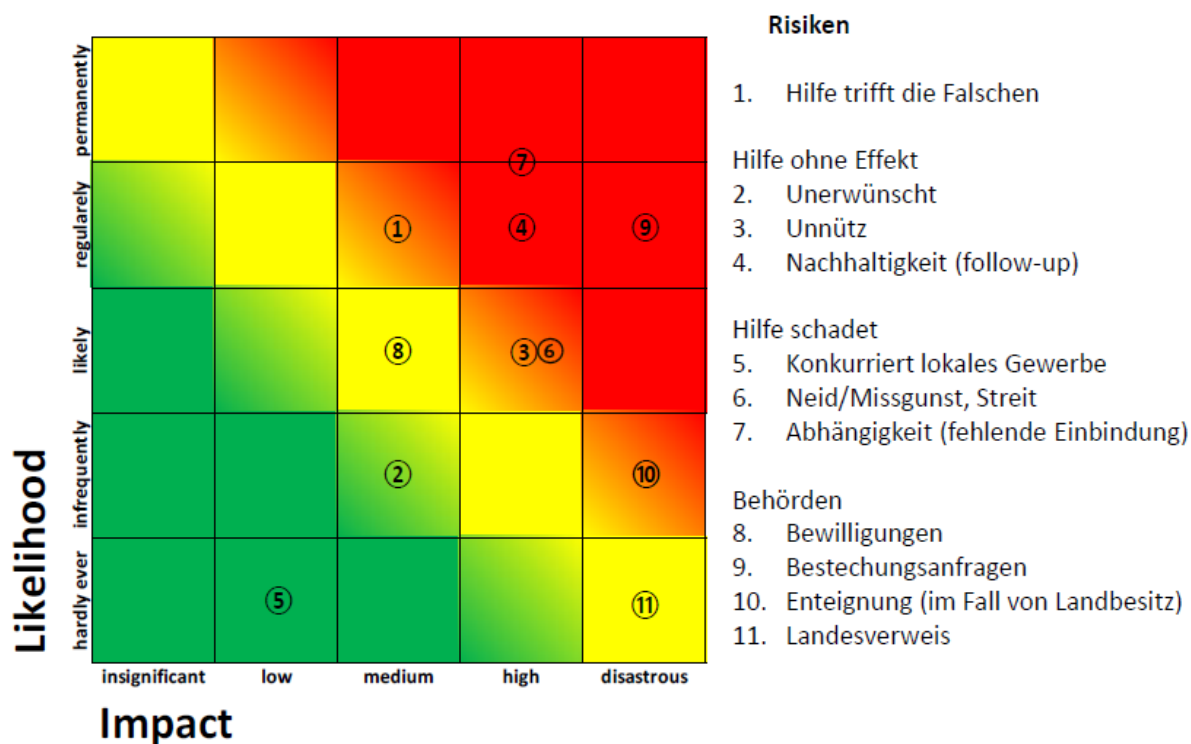 Risiken
1. Hilfe trifft die Falschen
Hilfe ohne Effekt
2. Unerwünscht
3. Unnütz
4. Nachhaltigkeit (follow-up)
Hilfe schadet
5. Konkurriert lokales Gewerbe
6. Neid/Missgunst, Streit
7. Abhängigkeit (fehlende Einbindung)
Behörden
8. Bewilligungen
9. Bestechungsanfragen
10. Enteignung (im Fall von Landbesitz)
11. Landesverweis
Likelihood
permanently
regularely
likely
infrequently
hardly ever
7
1 4 9
8 3 6
2 10
5 11
insignificant low medium high disastrous
Impact